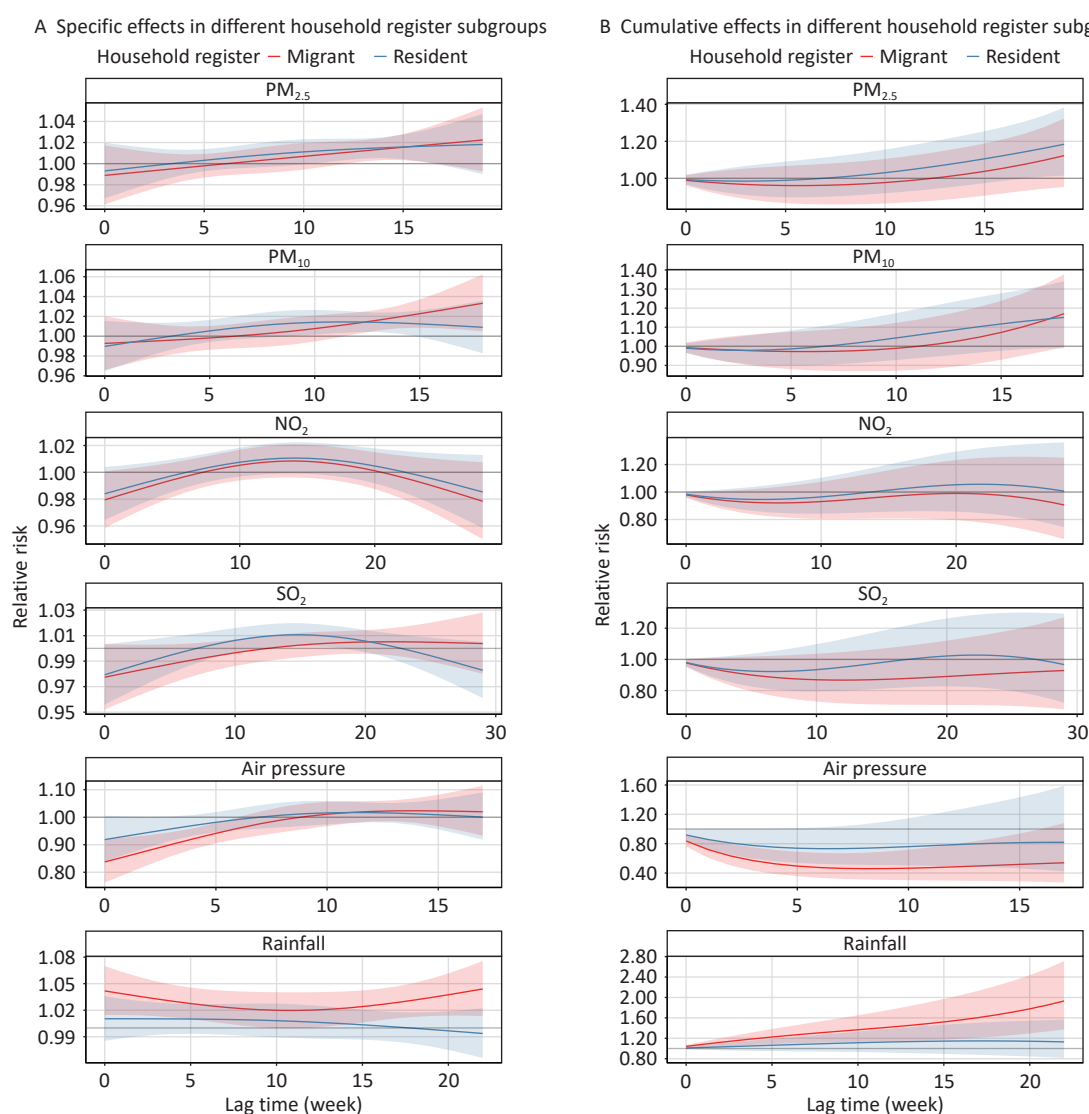 A Specific effects in different household register subgroups
Household register Migrant Resident
PM2.5
1.04
1.02
1.00
0.98
0.96
0 5 10 15
PM10
1.06
1.04
1.02
1.00
0.98
0.96
0 5 10 15
NO2
1.02
1.00
0.98
0.96
0 10 20
SO2
1.03
1.01
0.99
0.97
0.95
0 10 20 30
Air pressure
1.10
1.00
0.90
0.80
0 5 10 15
Rainfall
1.08
1.05
1.02
0.99
0 5 10 15 20
Lag time (week)
Relative risk
B Cumulative effects in different household register subg
Household register Migrant Resident
PM2.5
1.40
1.20
1.00
0 5 10 15
PM10
1.40
1.20
1.10
1.00
0.90
0 5 10 15
NO2
1.20
1.00
0.80
0 10 20
SO2
1.20
1.00
0.80
0 10 20 30
Air pressure
1.60
1.20
0.80
0.40
0 5 10 15
Rainfall
2.80
2.40
2.00
1.60
1.20
0.80
0 5 10 15 20
Lag time (week)
Relative risk